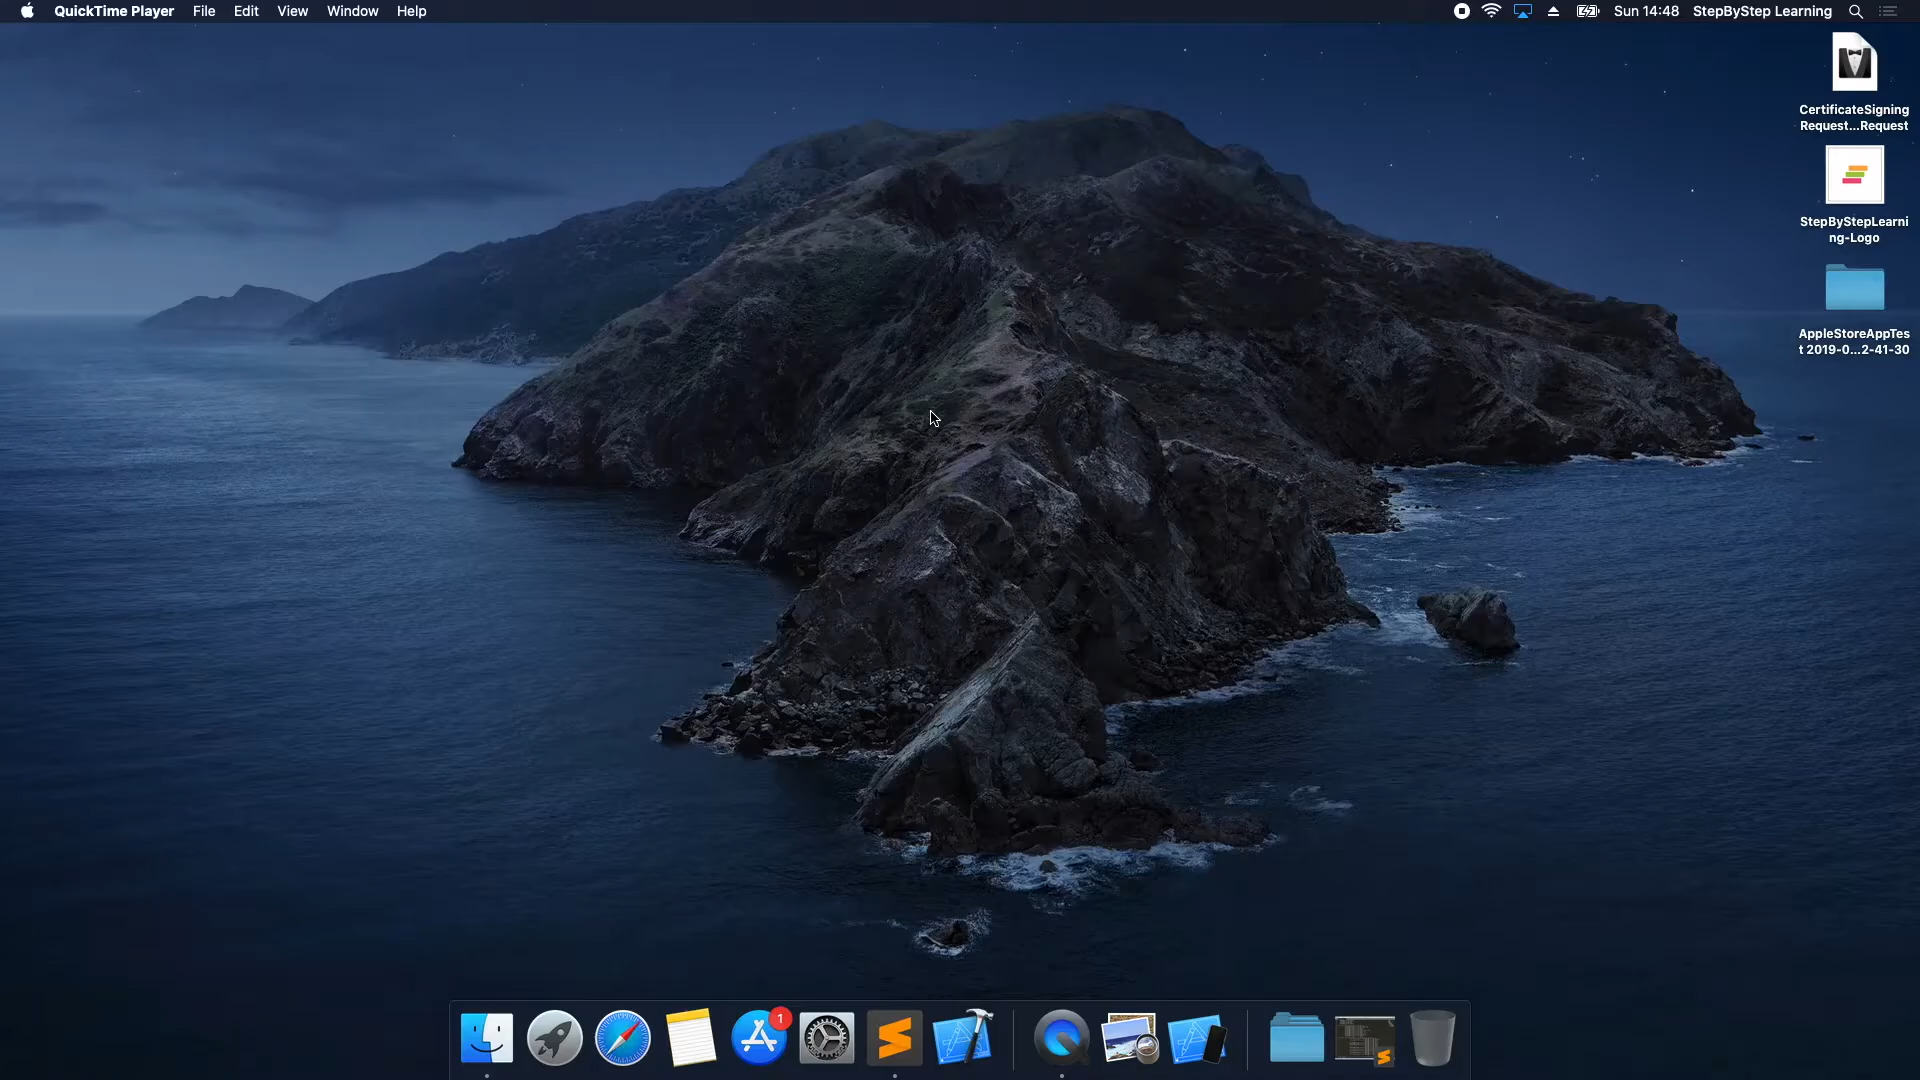 QuickTime Player File Edit View Window Help Sun 14:48 StepByStep Learning
CertificateSigning
Request...Request
StepByStepLearni
ng-Logo
AppleStoreAppTes
t 2019-0...2-41-30
1